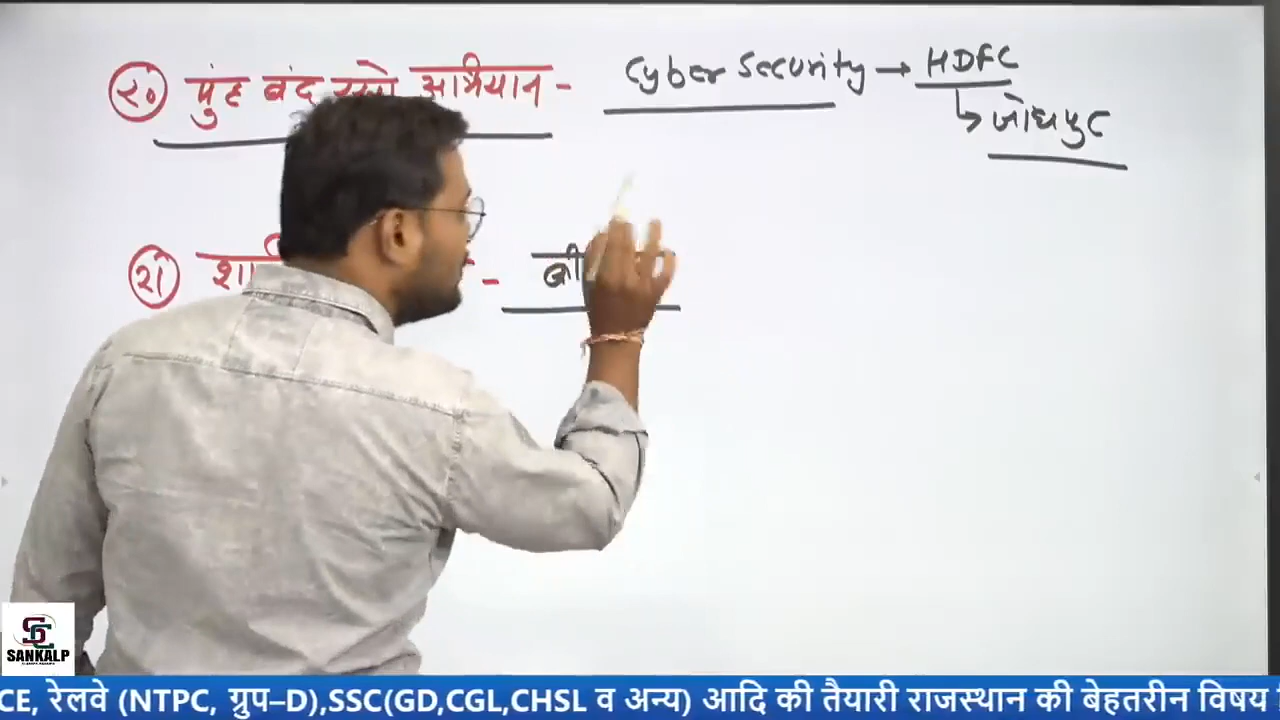 २० मुंह बंद रखो अभियान - Cyber Security → HDFC
↳ जोधपुर
२१ शा -
SC
SANKALP
CE, रेलवे (NTPC, ग्रुप–D),SSC(GD,CGL,CHSL व अन्य) आदि की तैयारी राजस्थान की बेहतरीन विषय